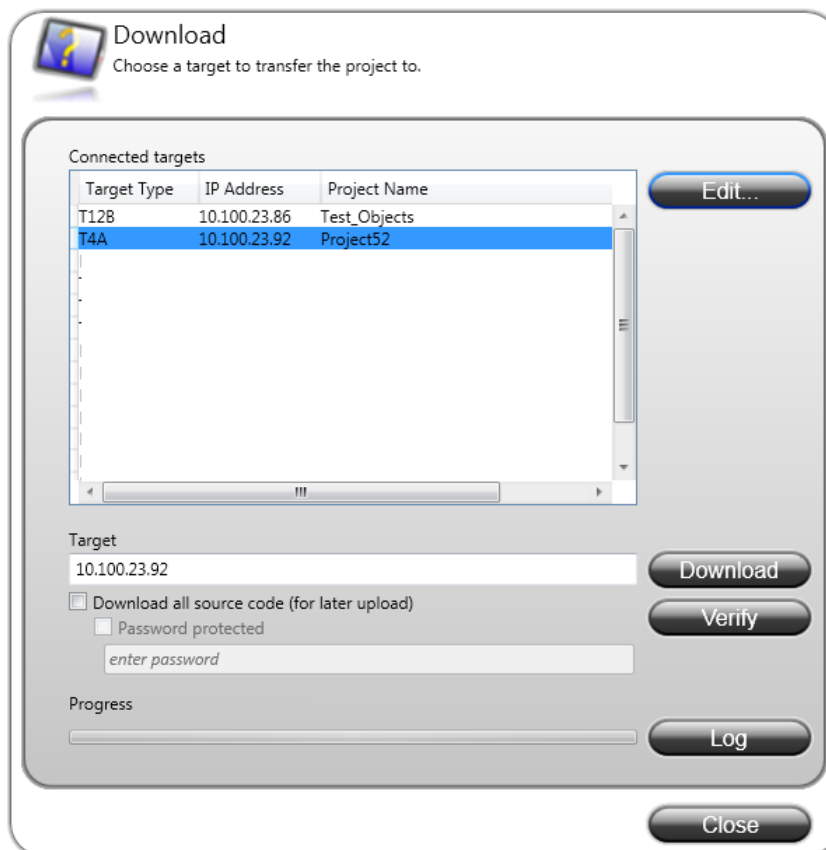 Download
Choose a target to transfer the project to.
Connected targets
Target Type IP Address Project Name
T12B 10.100.23.86 Test_Objects
T4A 10.100.23.92 Project52
Edit...
Target
10.100.23.92
Download
Download all source code (for later upload)
Verify
Password protected
enter password
Progress
Log
Close